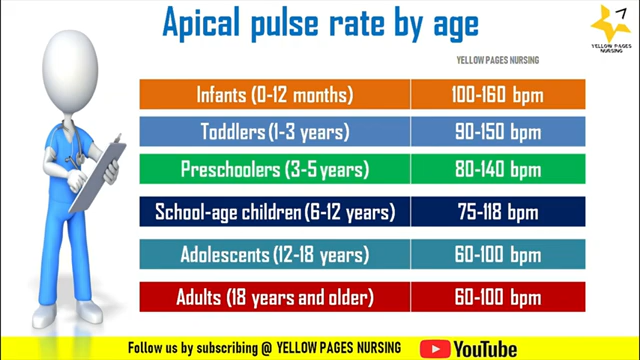 Apical pulse rate by age
7
YELLOW PAGES
NURSING
YELLOW PAGES NURSING
Infants (0-12 months) 100-160 bpm
Toddlers (1-3 years) 90-150 bpm
Preschoolers (3-5 years) 80-140 bpm
School-age children (6-12 years) 75-118 bpm
Adolescents (12-18 years) 60-100 bpm
Adults (18 years and older) 60-100 bpm
Follow us by subscribing @ YELLOW PAGES NURSING YouTube